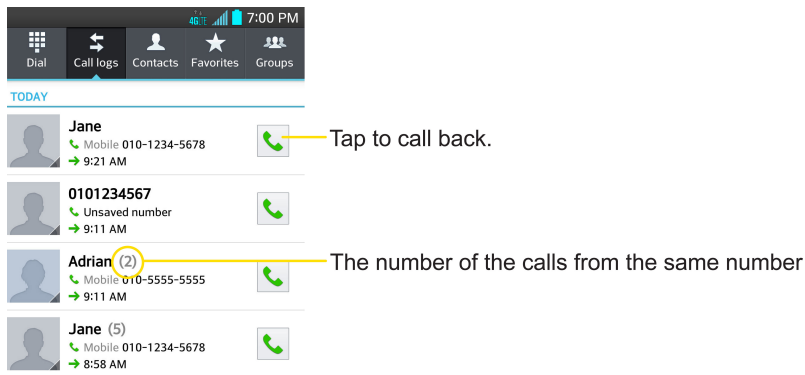 4G LTE 7:00 PM
Dial Call logs Contacts Favorites Groups
TODAY
Jane
Mobile 010-1234-5678
9:21 AM
Tap to call back.
0101234567
Unsaved number
9:11 AM
Adrian (2)
The number of the calls from the same number
Mobile 010-5555-5555
9:11 AM
Jane (5)
Mobile 010-1234-5678
8:58 AM